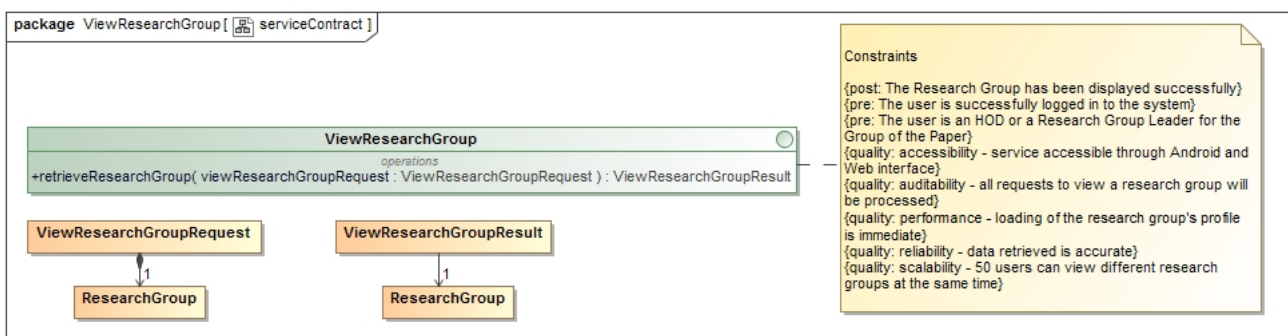 package ViewResearchGroup [ serviceContract ]
ViewResearchGroup
operations
+retrieveResearchGroup( viewResearchGroupRequest : ViewResearchGroupRequest ) : ViewResearchGroupResult
ViewResearchGroupRequest
1
ResearchGroup
ViewResearchGroupResult
1
ResearchGroup
Constraints
{post: The Research Group has been displayed successfully}
{pre: The user is successfully logged in to the system}
{pre: The user is an HOD or a Research Group Leader for the
Group of the Paper}
{quality: accessibility - service accessible through Android and
Web interface}
{quality: auditability - all requests to view a research group will
be processed}
{quality: performance - loading of the research group's profile
is immediate}
{quality: reliability - data retrieved is accurate}
{quality: scalability - 50 users can view different research
groups at the same time}